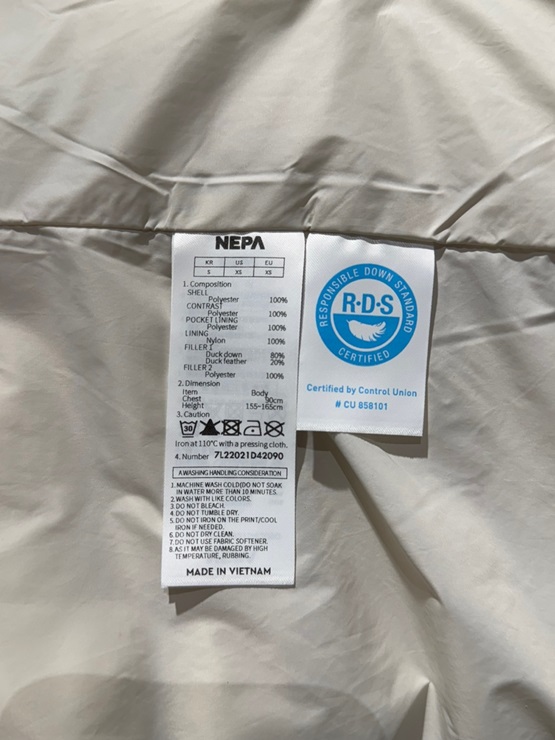 NEPA
KR US EU
S XS XS
1. Composition
SHELL
Polyester 100%
CONTRAST
Polyester 100%
POCKET LINING
Polyester 100%
LINING
Nylon 100%
FILLER 1
Duck down 80%
Duck feather 20%
FILLER 2
Polyester 100%
2. Dimension
Item Body
Chest 90cm
Height 155-165cm
3. Caution
30
Iron at 110°C with a pressing cloth.
4. Number 7L22021D42090
A WASHING HANDLING CONSIDERATION
1. MACHINE WASH COLD(DO NOT SOAK
IN WATER MORE THAN 10 MINUTES.
2. WASH WITH LIKE COLORS.
3. DO NOT BLEACH.
4. DO NOT TUMBLE DRY.
5. DO NOT IRON ON THE PRINT/COOL
IRON IF NEEDED.
6. DO NOT DRY CLEAN.
7. DO NOT USE FABRIC SOFTENER.
8. AS IT MAY BE DAMAGED BY HIGH
TEMPERATURE, RUBBING.
MADE IN VIETNAM
RESPONSIBLE DOWN STANDARD
R·D·S
CERTIFIED
Certified by Control Union
# CU 858101